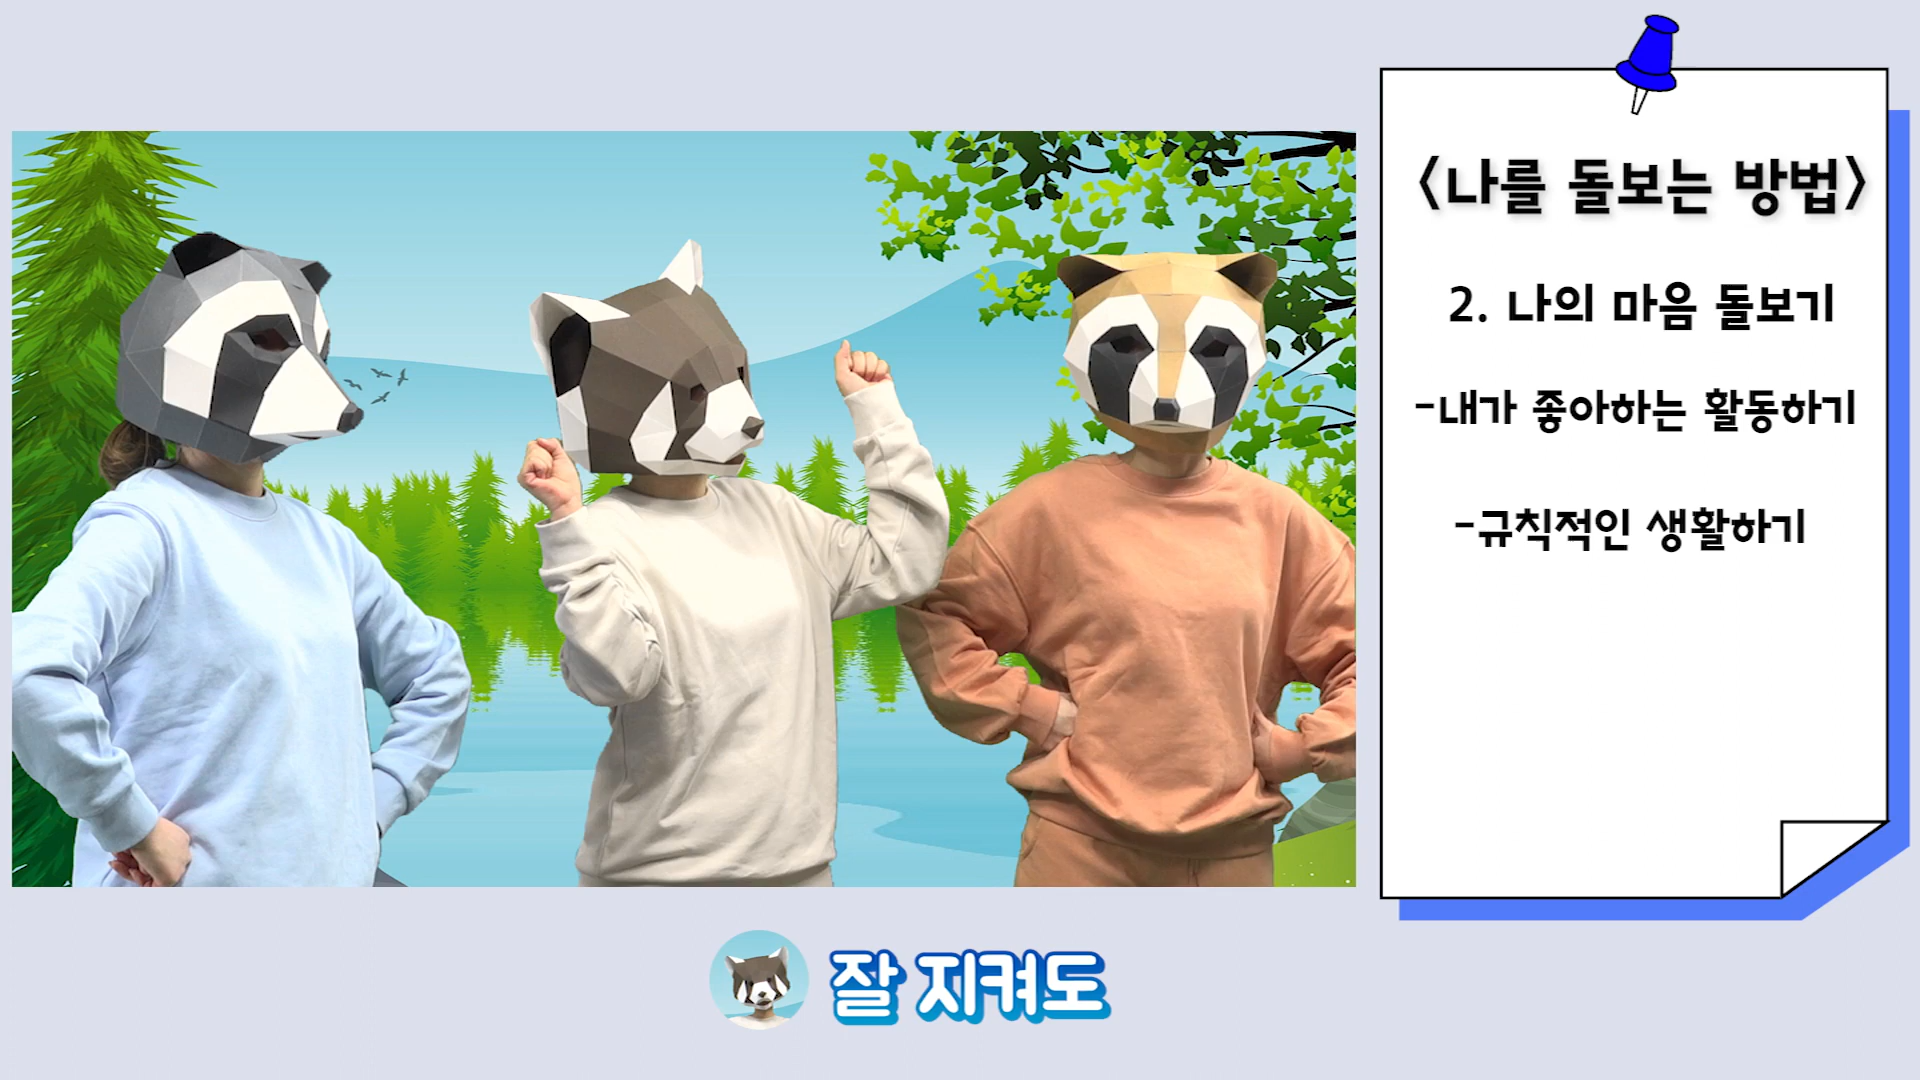 <나를 돌보는 방법>
2. 나의 마음 돌보기
-내가 좋아하는 활동하기
-규칙적인 생활하기
잘 지켜도